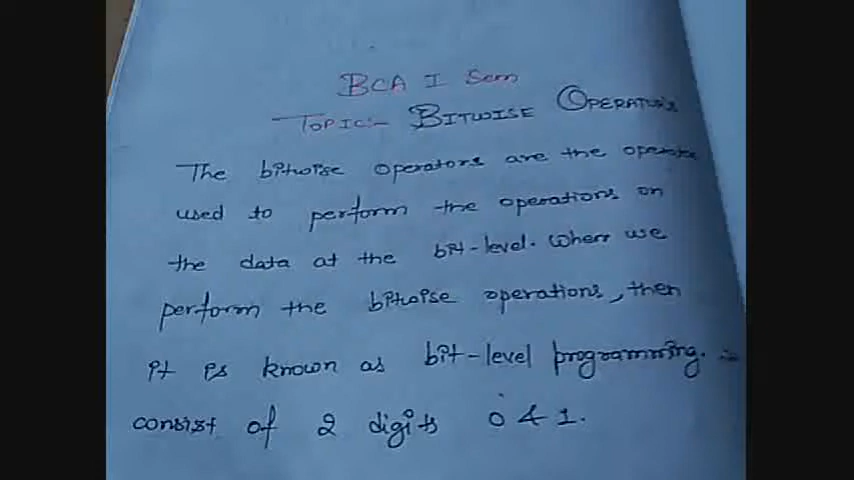 BCA I Sem
TOPIC:- BITWISE OPERATORS
The bitwise operators are the operator
used to perform the operations on
the data at the bit-level. When we
perform the bitwise operations, then
it is known as bit-level programming.
consist of 2 digits 0 & 1.